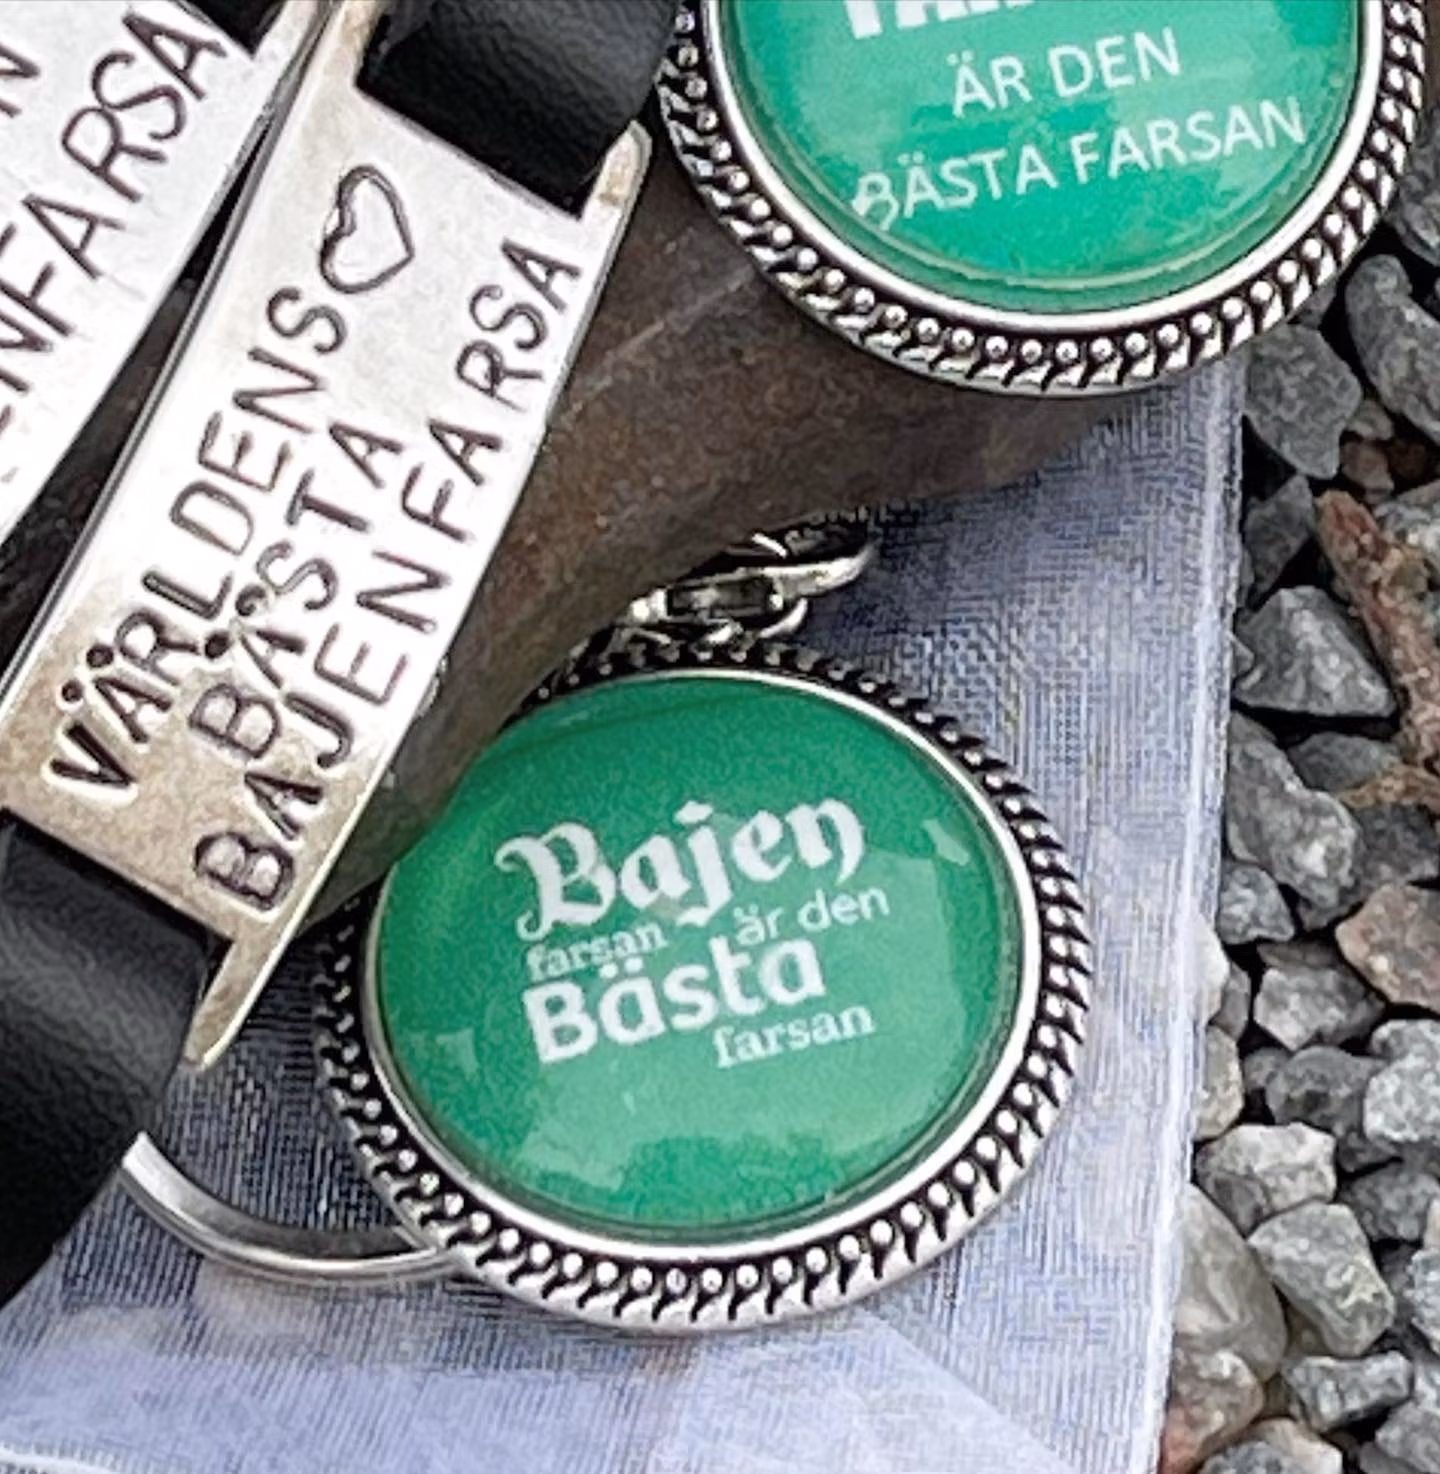 ENFARSA
VÄRLDENS
BÄSTA
BAJENFARSA
ÄR DEN
BÄSTA FARSAN
Bajen
farsan är den
Bästa
farsan